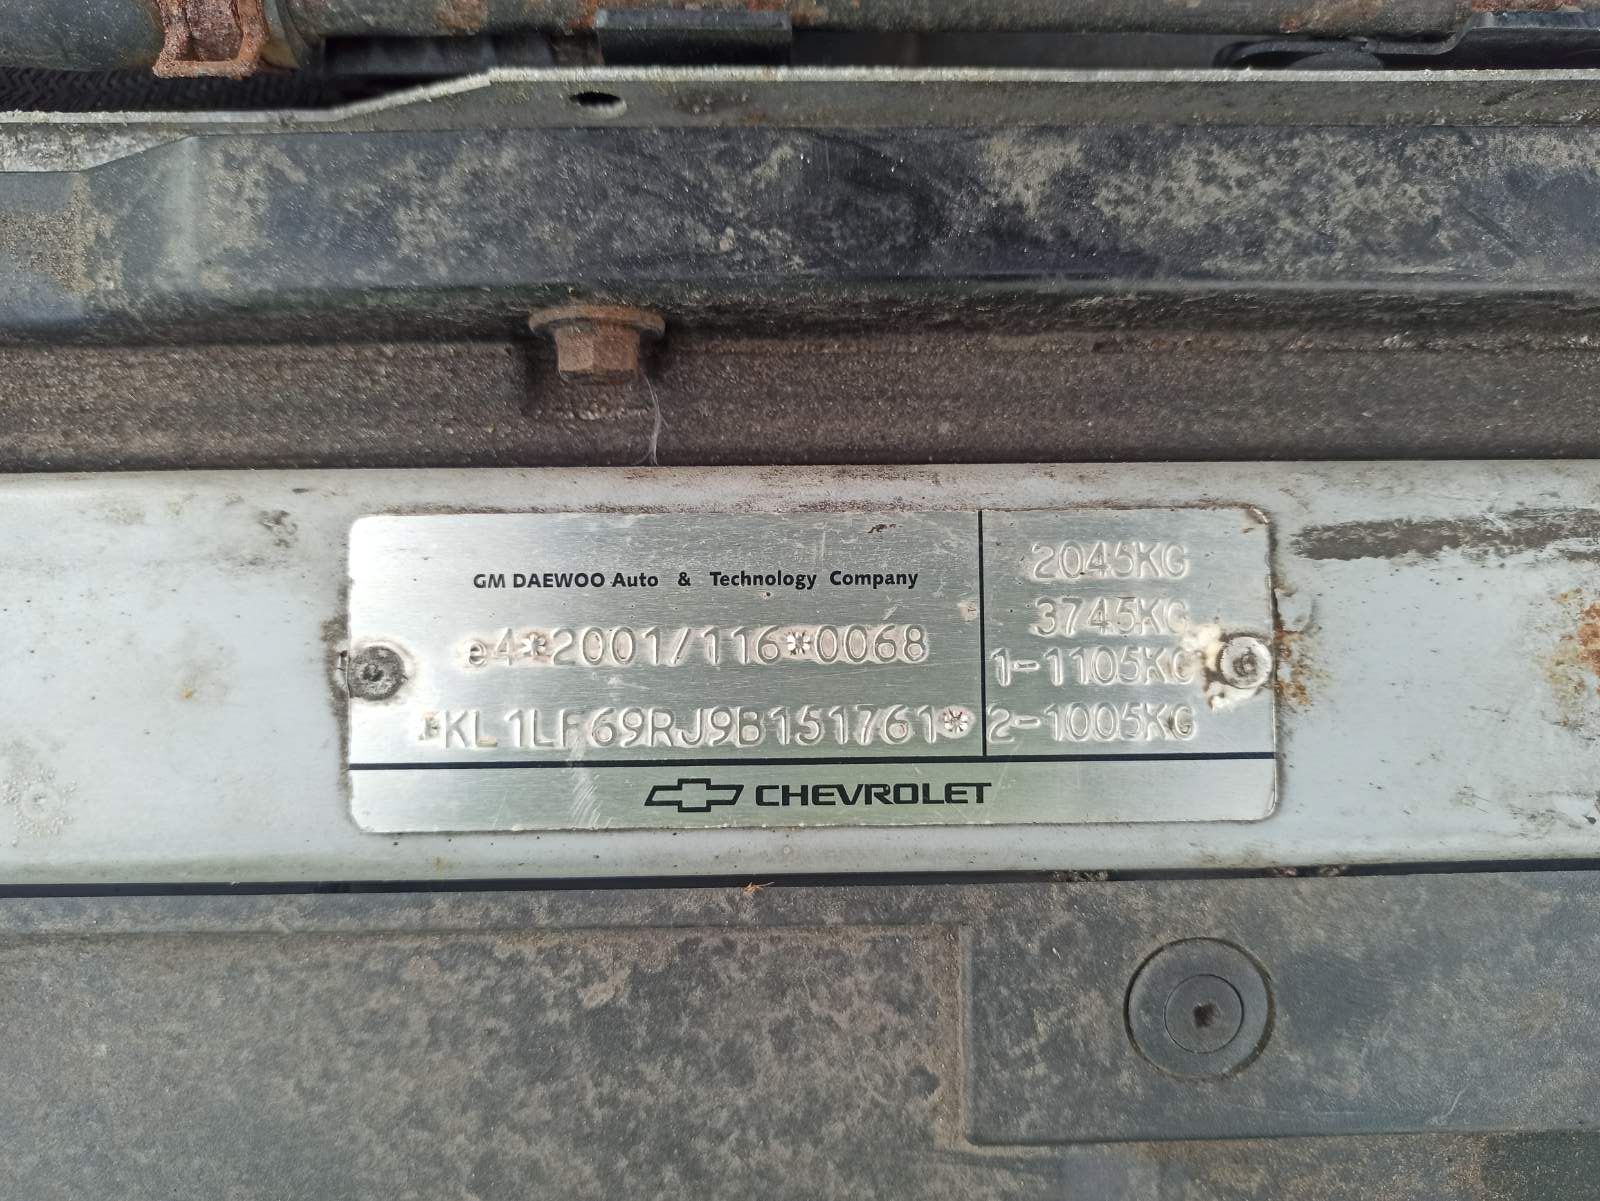 GM DAEWOO Auto & Technology Company
e4*2001/116*0068
*KL1LF69RJ9B151761*
2045KG
3745KG
1-1105KG
2-1005KG
CHEVROLET